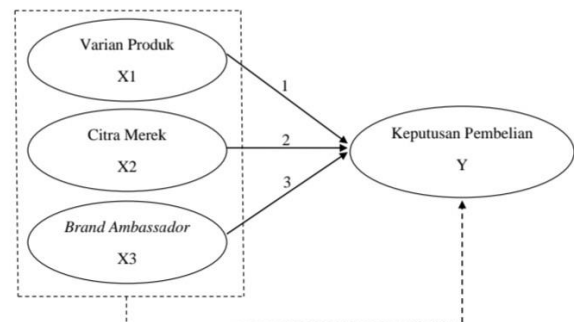 Varian Produk
X1
Citra Merek
X2
Brand Ambassador
X3
1
2
3
Keputusan Pembelian
Y